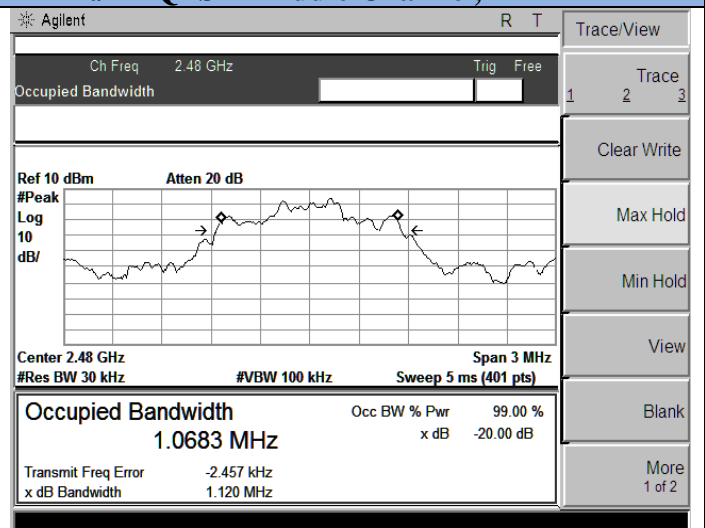 Agilent R T
Trace/View
Ch Freq 2.48 GHz Trig Free
Occupied Bandwidth
Trace
1 2 3
Clear Write
Max Hold
Min Hold
View
Blank
More
1 of 2
Ref 10 dBm Atten 20 dB
#Peak
Log
10
dB/
Center 2.48 GHz Span 3 MHz
#Res BW 30 kHz #VBW 100 kHz Sweep 5 ms (401 pts)
Occupied Bandwidth Occ BW % Pwr 99.00 %
1.0683 MHz x dB -20.00 dB
Transmit Freq Error -2.457 kHz
x dB Bandwidth 1.120 MHz